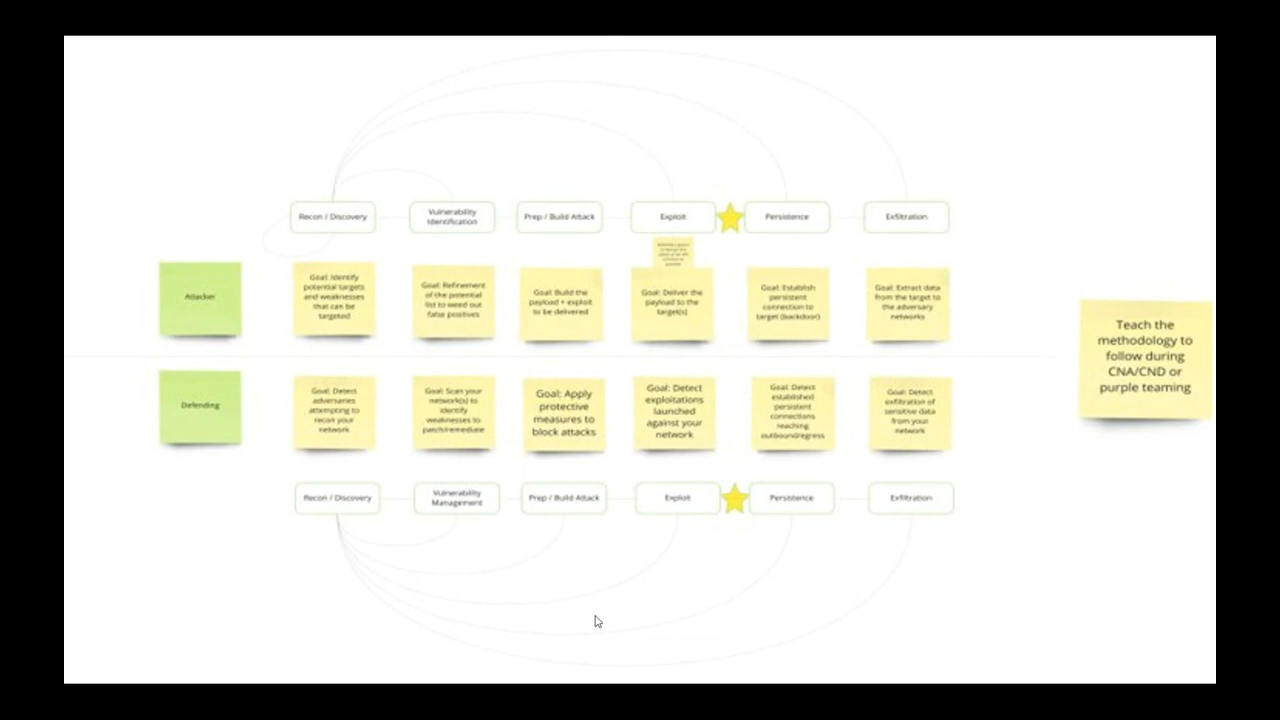 Recon / Discovery
Vulnerability
Identification
Prep / Build Attack
Exploit
Persistence
Exfiltration
Attacker
Goal: Identify
potential targets
and weaknesses
that can be
targeted
Goal: Refinement
of the potential
list to weed out
false positives
Goal: Build the
payload + exploit
to be delivered
Goal: Deliver the
payload to the
target(s)
Goal: Establish
persistent
connection to
target (backdoor)
Goal: Extract data
from the target to
the adversary
networks
Teach the
methodology to
follow during
CNA/CND or
purple teaming
Defending
Goal: Detect
adversaries
attempting to
recon your
network
Goal: Scan your
network(s) to
identify
weaknesses to
patch/remediate
Goal: Apply
protective
measures to
block attacks
Goal: Detect
exploitations
launched
against your
network
Goal: Detect
established
persistent
connections
reaching
outbound/egress
Goal: Detect
exfiltration of
sensitive data
from your
network
Recon / Discovery
Vulnerability
Management
Prep / Build Attack
Exploit
Persistence
Exfiltration